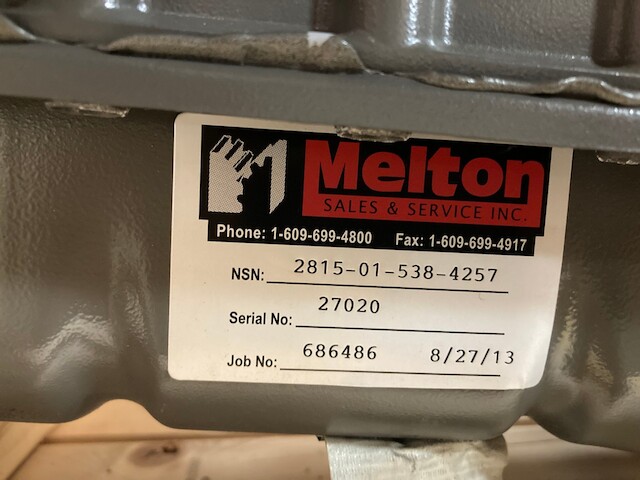 Melton
SALES & SERVICE INC.
Phone: 1-609-699-4800 Fax: 1-609-699-4917
NSN: 2815-01-538-4257
Serial No: 27020
Job No: 686486 8/27/13